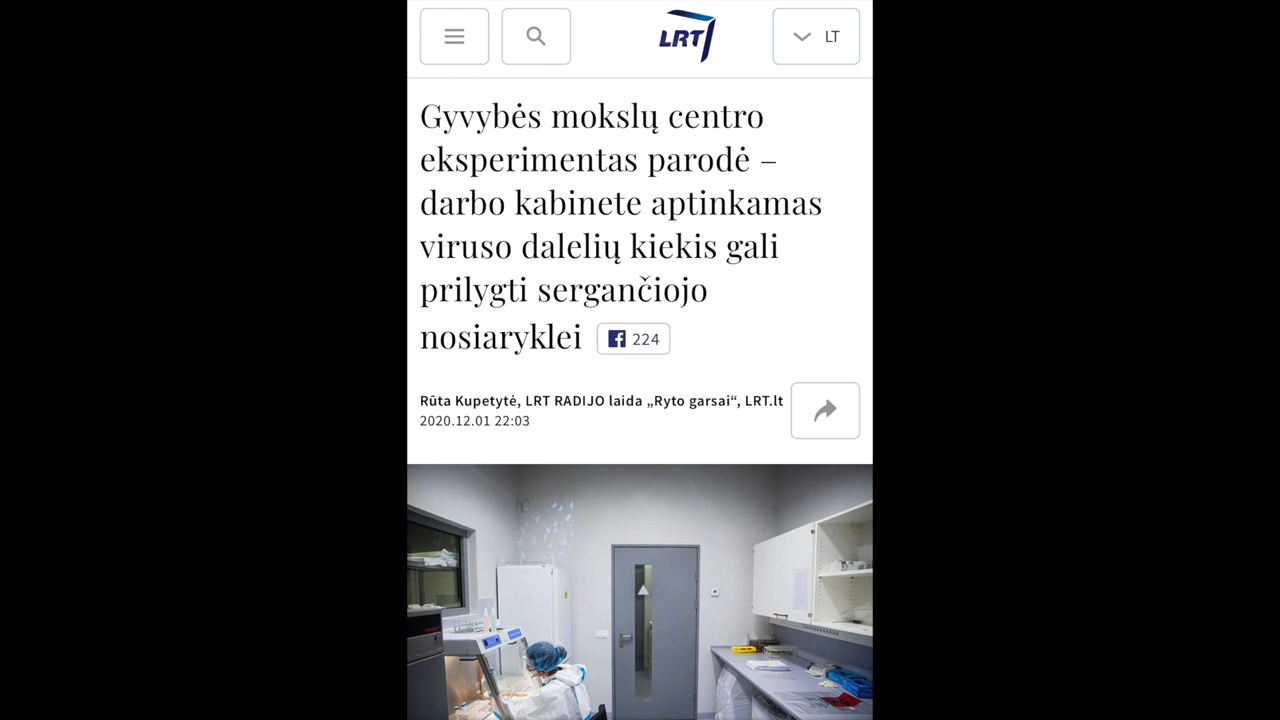 LRT
LT
Gyvybės mokslų centro
eksperimentas parodė –
darbo kabinete aptinkamas
viruso dalelių kiekis gali
prilygti sergančiojo
nosiaryklei
224
Rūta Kupetytė, LRT RADIJO laida „Ryto garsai“, LRT.lt
2020.12.01 22:03